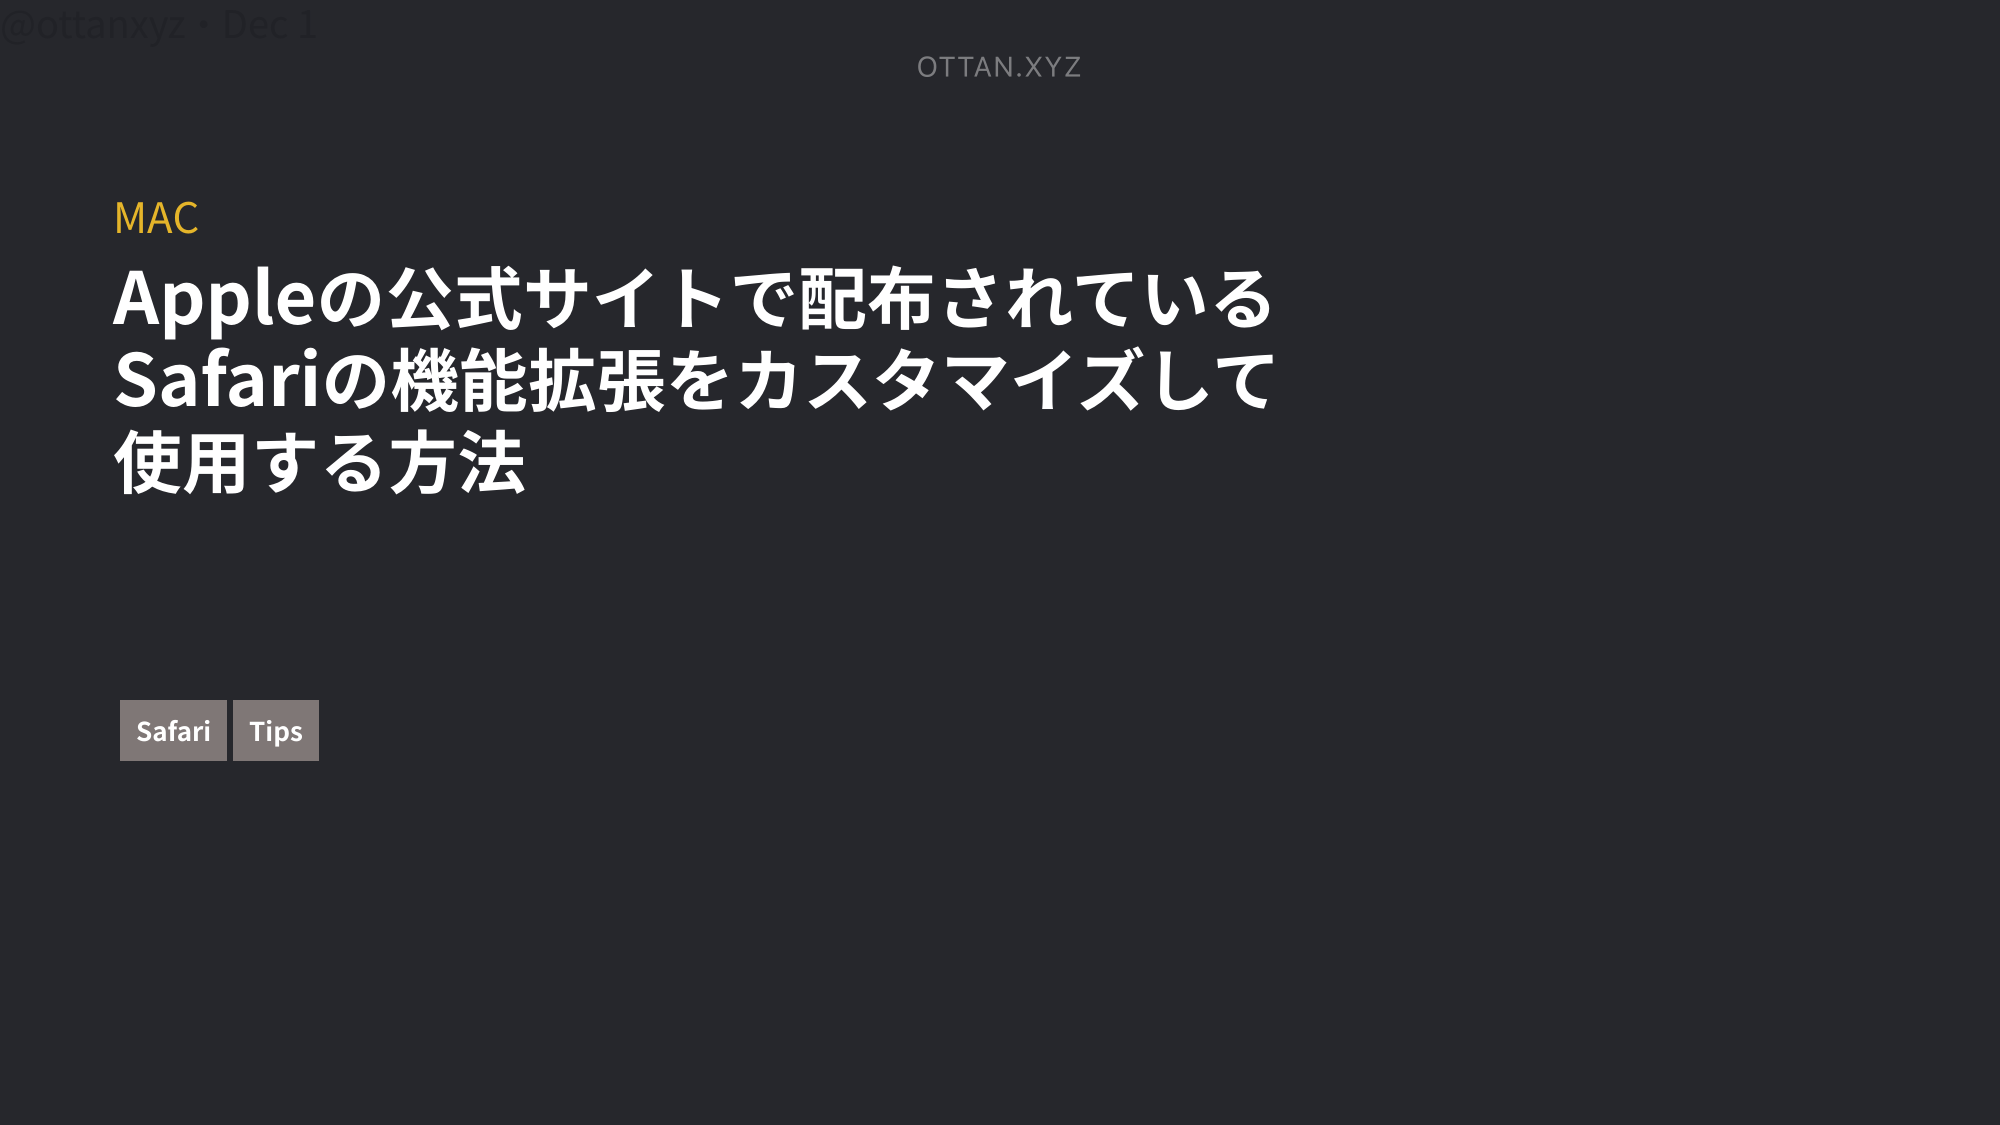 @ottanxyz・Dec 1
OTTAN.XYZ
MAC
Appleの公式サイトで配布されている
Safariの機能拡張をカスタマイズして
使用する方法
Safari Tips